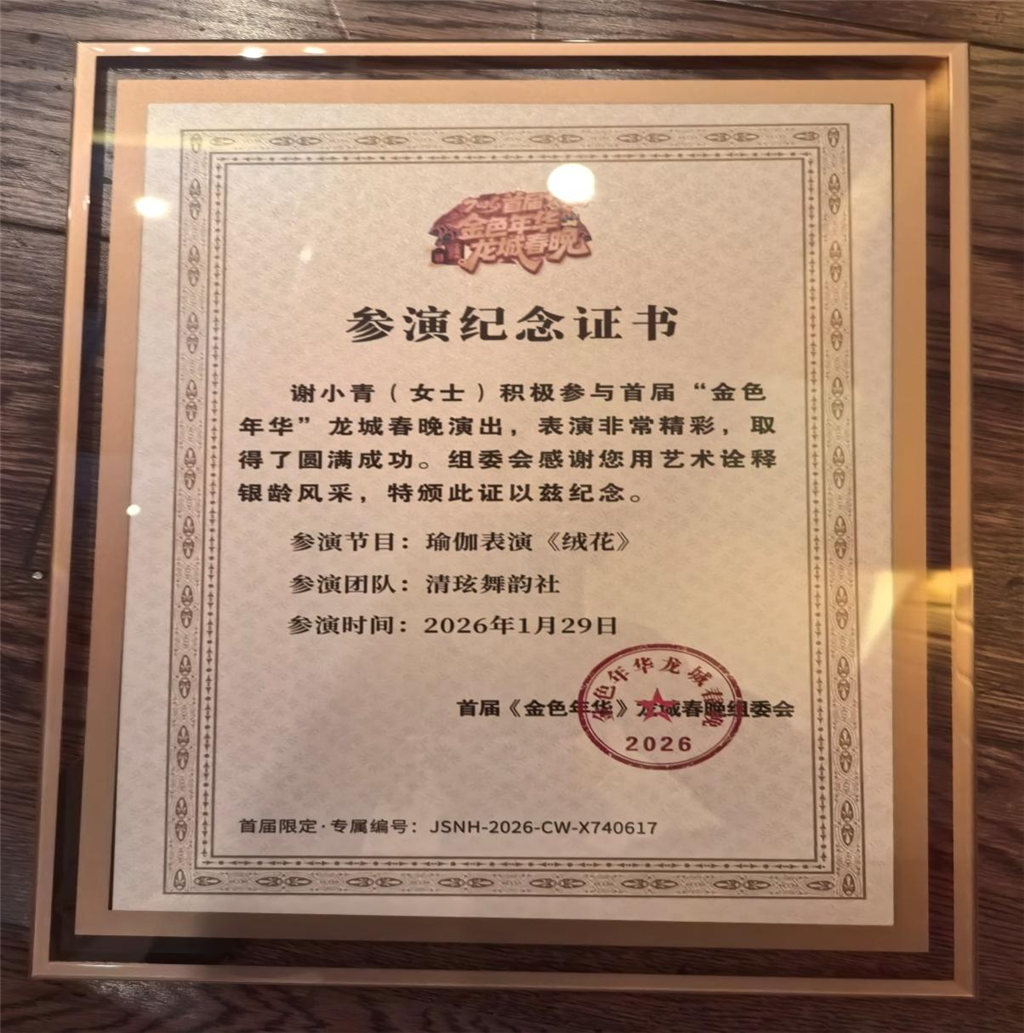 首届
金色年华
龙城春晚
参演纪念证书
谢小青（女士）积极参与首届“金色
年华”龙城春晚演出，表演非常精彩，取
得了圆满成功。组委会感谢您用艺术诠释
银龄风采，特颁此证以兹纪念。
参演节目：瑜伽表演《绒花》
参演团队：清玹舞韵社
参演时间：2026年1月29日
首届《金色年华》龙城春晚组委会
金色年华龙城春晚
2026
首届限定·专属编号：JSNH-2026-CW-X740617